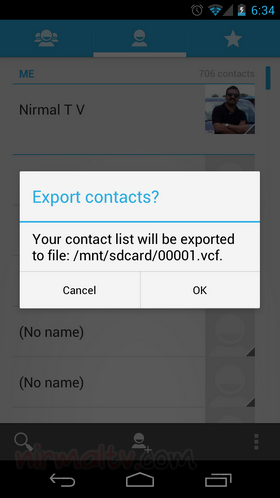 6:34
ME 706 contacts
Nirmal T V
Export contacts?
Your contact list will be exported
to file: /mnt/sdcard/00001.vcf.
Cancel OK
(No name)
(No name)
nirmaltv.com